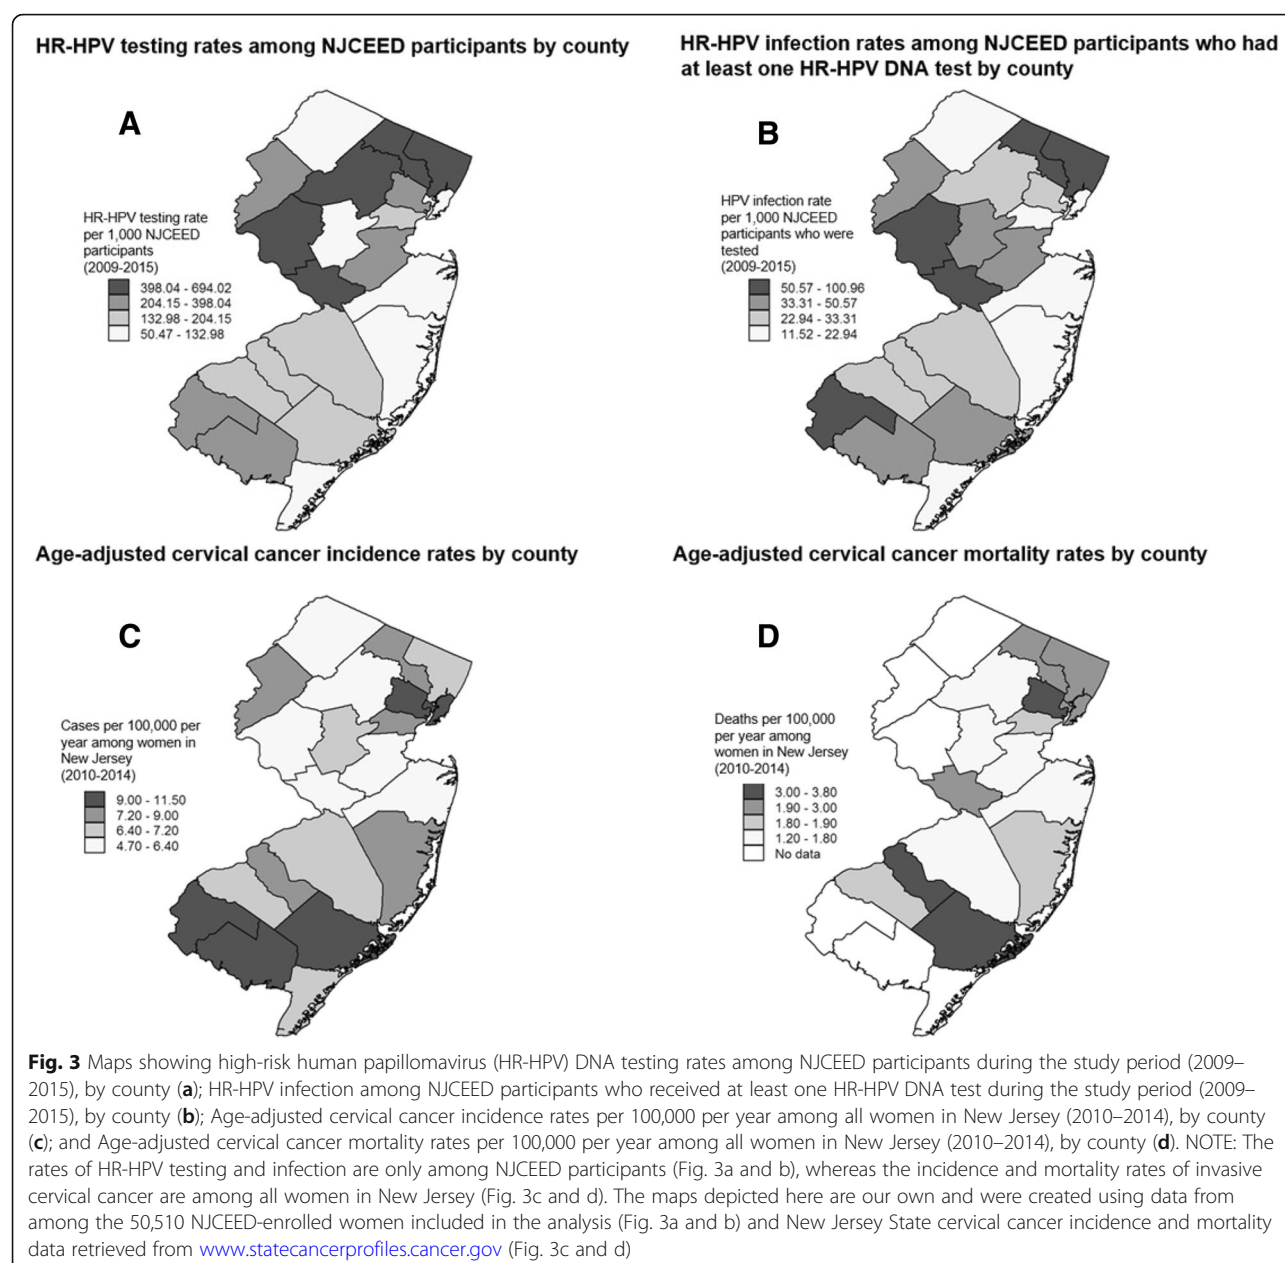 HR-HPV testing rates among NJCEED participants by county
HR-HPV infection rates among NJCEED participants who had
at least one HR-HPV DNA test by county
A
HR-HPV testing rate
per 1,000 NJCEED
participants
(2009-2015)
398.04 - 694.02
204.15 - 398.04
132.98 - 204.15
50.47 - 132.98
B
HPV infection rate
per 1,000 NJCEED
participants who were
tested
(2009-2015)
50.57 - 100.96
33.31 - 50.57
22.94 - 33.31
11.52 - 22.94
Age-adjusted cervical cancer incidence rates by county
Age-adjusted cervical cancer mortality rates by county
C
Cases per 100,000 per
year among women in
New Jersey
(2010-2014)
9.00 - 11.50
7.20 - 9.00
6.40 - 7.20
4.70 - 6.40
D
Deaths per 100,000
per year among
women in New Jersey
(2010-2014)
3.00 - 3.80
1.90 - 3.00
1.80 - 1.90
1.20 - 1.80
No data
Fig. 3 Maps showing high-risk human papillomavirus (HR-HPV) DNA testing rates among NJCEED participants during the study period (2009–
2015), by county (a); HR-HPV infection among NJCEED participants who received at least one HR-HPV DNA test during the study period (2009–
2015), by county (b); Age-adjusted cervical cancer incidence rates per 100,000 per year among all women in New Jersey (2010–2014), by county
(c); and Age-adjusted cervical cancer mortality rates per 100,000 per year among all women in New Jersey (2010–2014), by county (d). NOTE: The
rates of HR-HPV testing and infection are only among NJCEED participants (Fig. 3a and b), whereas the incidence and mortality rates of invasive
cervical cancer are among all women in New Jersey (Fig. 3c and d). The maps depicted here are our own and were created using data from
among the 50,510 NJCEED-enrolled women included in the analysis (Fig. 3a and b) and New Jersey State cervical cancer incidence and mortality
data retrieved from www.statecancerprofiles.cancer.gov (Fig. 3c and d)